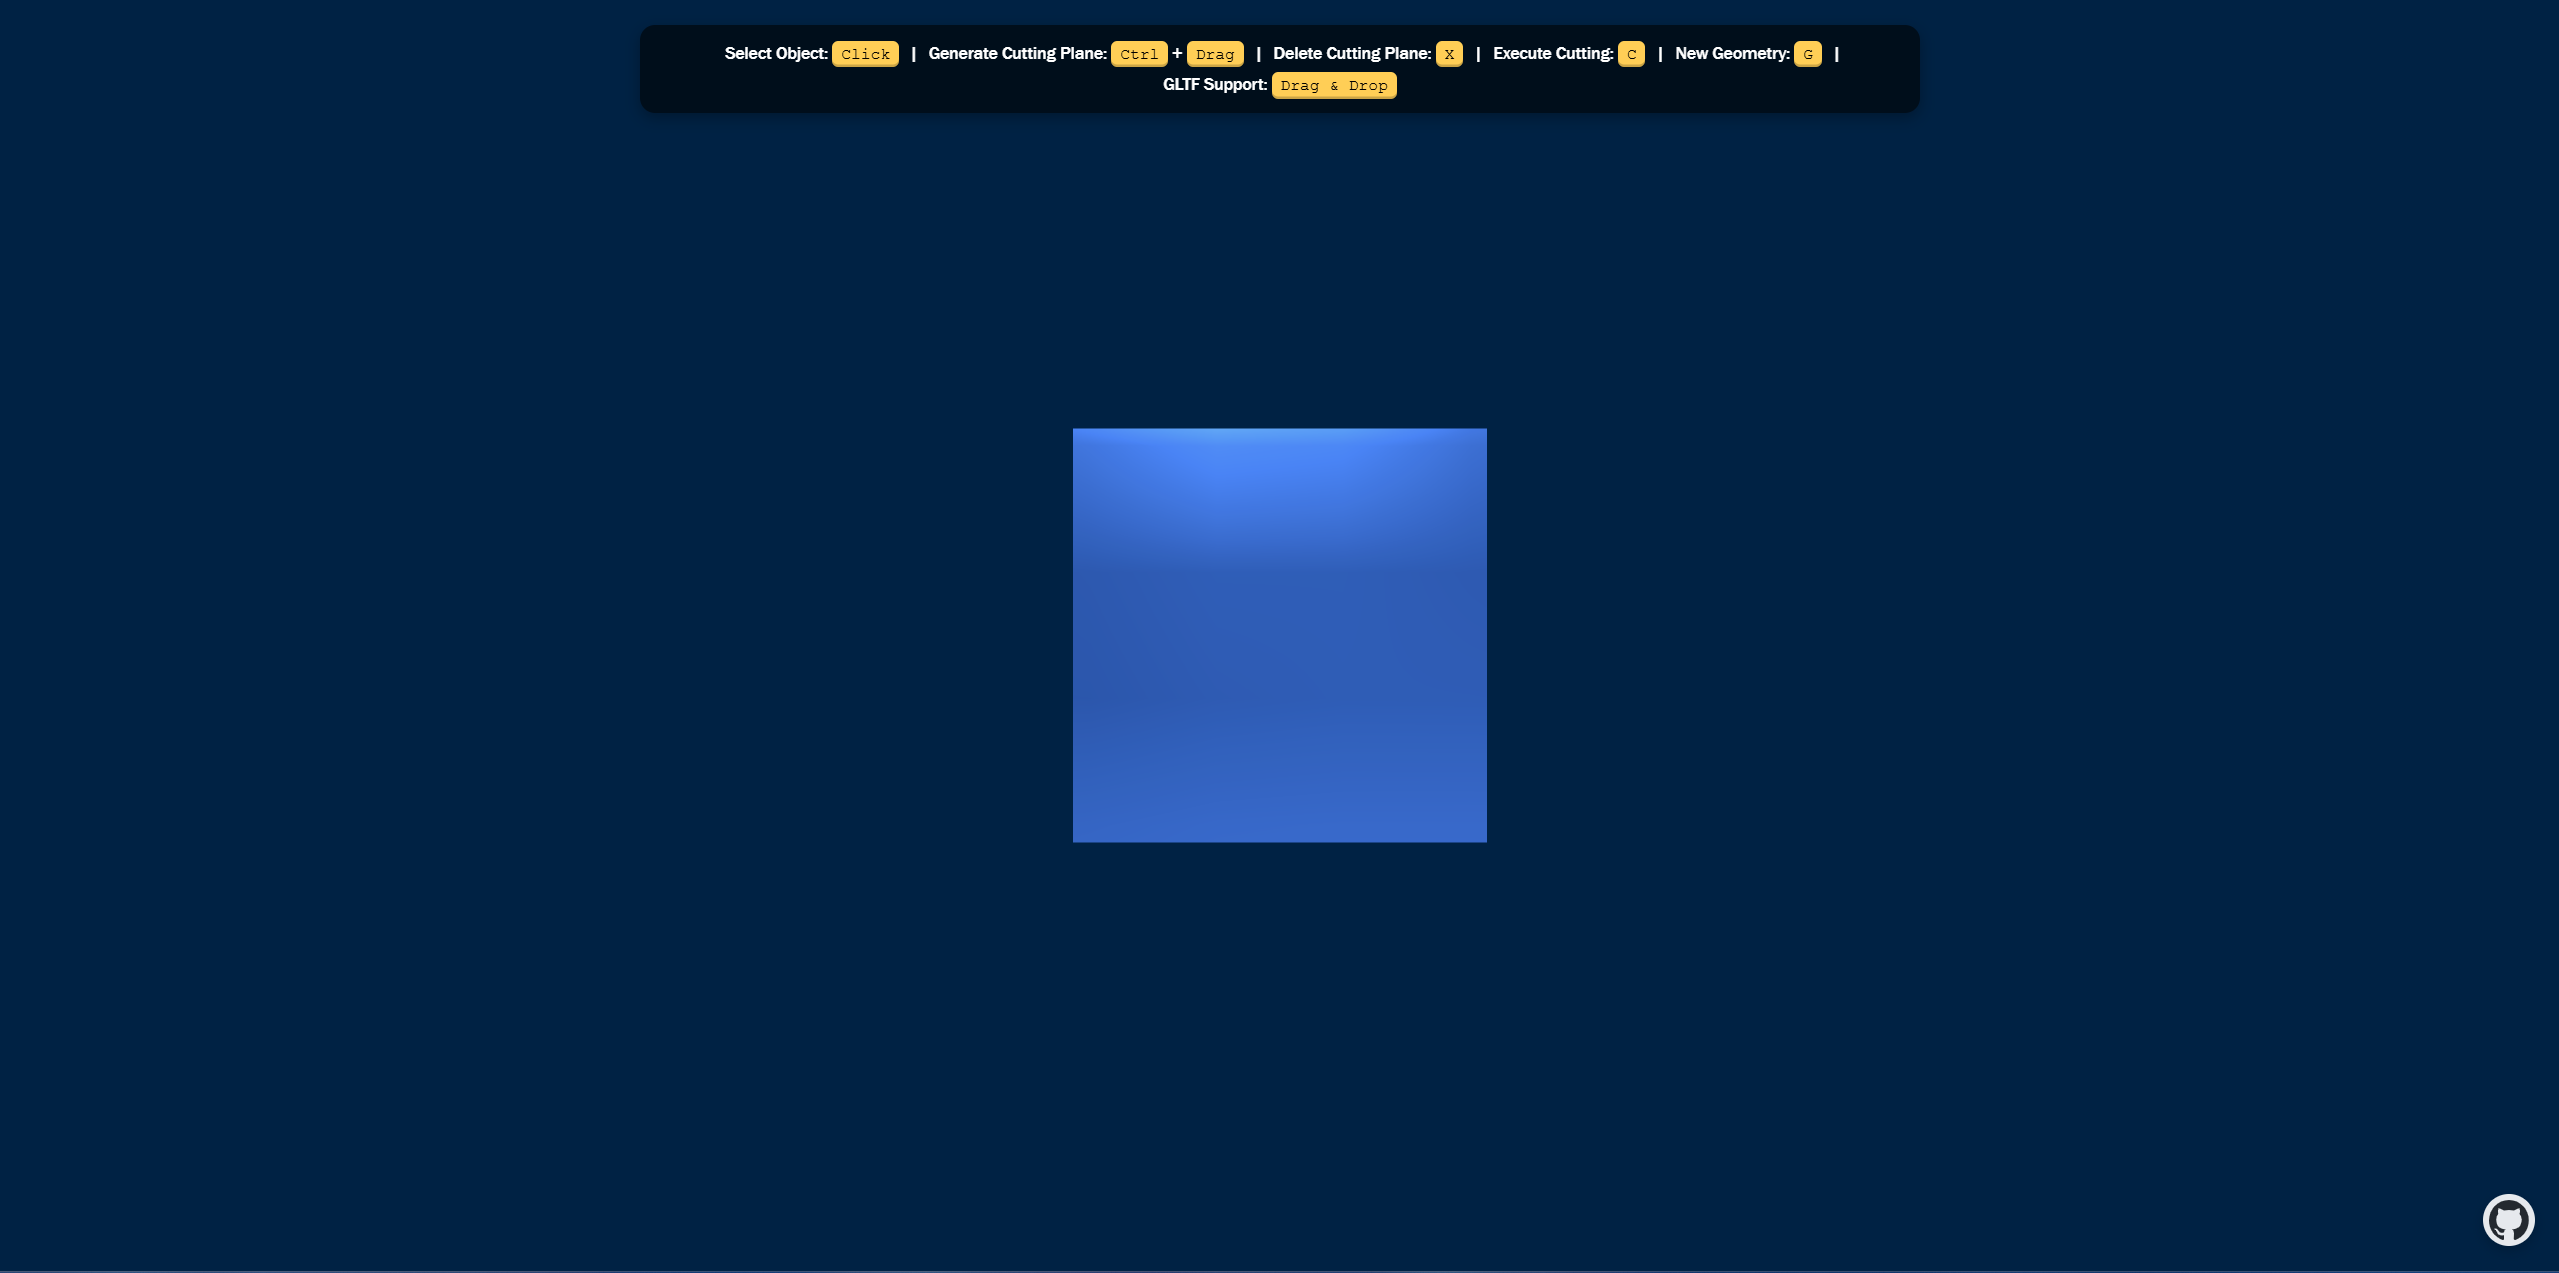 Select Object: Click | Generate Cutting Plane: Ctrl + Drag | Delete Cutting Plane: X | Execute Cutting: C | New Geometry: G |
GLTF Support: Drag & Drop